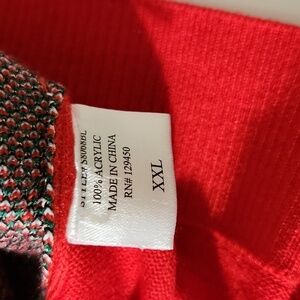 100% ACRYLIC
MADE IN CHINA
RN# 129450
XXL